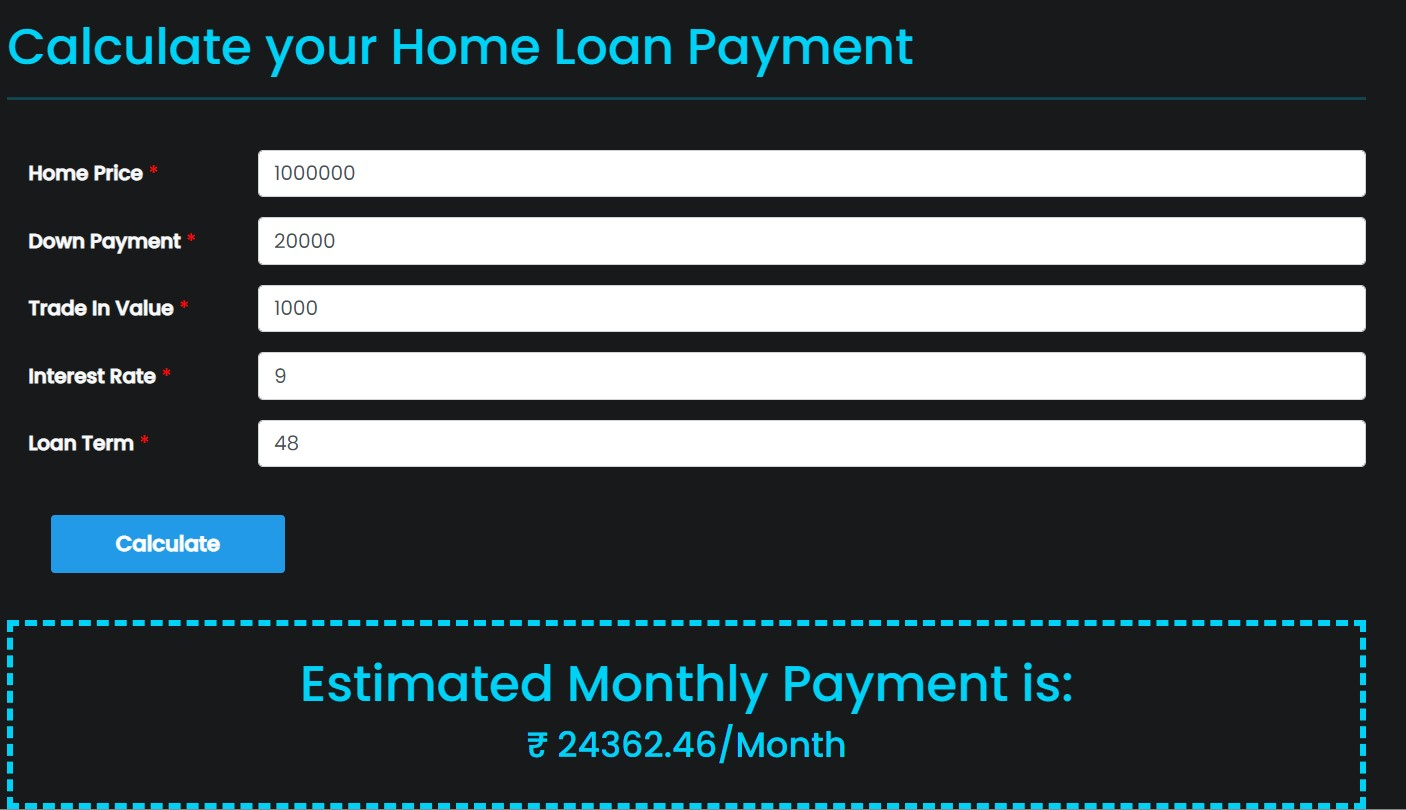 Calculate your Home Loan Payment
Home Price * 1000000
Down Payment * 20000
Trade In Value * 1000
Interest Rate * 9
Loan Term * 48
Calculate
Estimated Monthly Payment is:
₹ 24362.46/Month